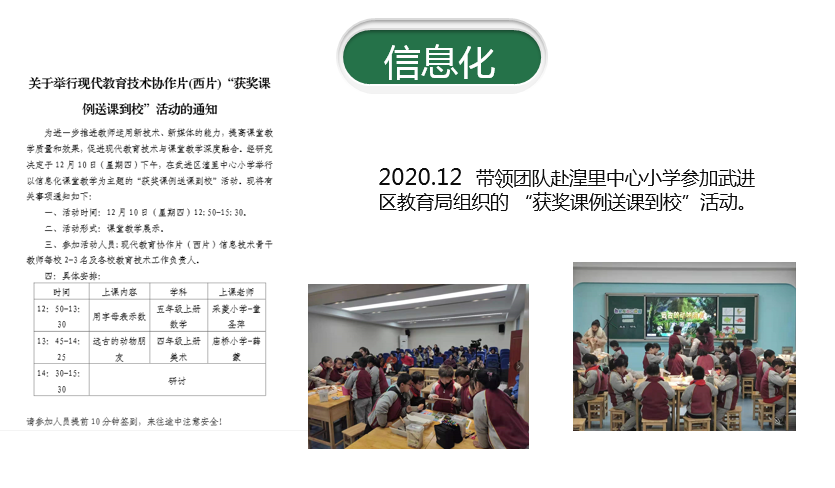 信息化
关于举行现代教育技术协作片(西片)“获奖课
例送课到校”活动的通知
为进一步推进教师运用新技术、新媒体的能力，提高课堂教
学质量和效果，促进现代教育技术与课堂教学深度融合。经研究
决定于12月10日（星期四）下午，在武进区湟里中心小学举行
以信息化课堂教学为主题的“获奖课例送课到校”活动。现将有
关事项通知如下：
一、活动时间：12月10日（星期四）12:50-15:30。
二、活动形式：课堂教学展示。
三、参加活动人员：现代教育协作片（西片）信息技术骨干
教师每校2-3名及各校教育技术工作负责人。
四：具体安排：
时间 上课内容 学科 上课老师
12：50-13：30 用字母表示数 五年级上册数学 采菱小学-童圣萍
13：45-14：25 远古的动物朋友 四年级上册美术 庙桥小学-薛蒙
14：30-15：30 研讨
请参加人员提前10分钟签到，来往途中注意安全！
2020.12 带领团队赴湟里中心小学参加武进
区教育局组织的 “获奖课例送课到校”活动。